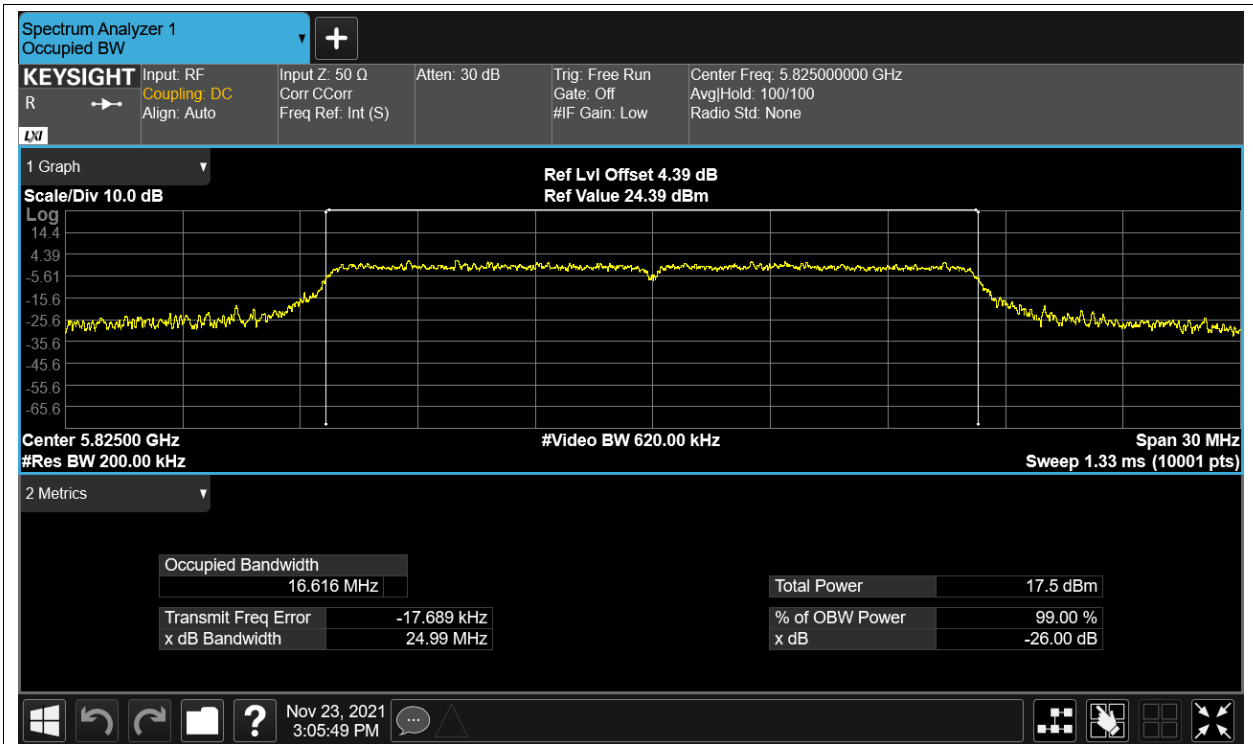 Spectrum Analyzer 1
Occupied BW
KEYSIGHT
R
LXI
Input: RF
Coupling: DC
Align: Auto
Input Z: 50 Ω
Corr CCorr
Freq Ref: Int (S)
Atten: 30 dB
Trig: Free Run
Gate: Off
#IF Gain: Low
Center Freq: 5.825000000 GHz
Avg|Hold: 100/100
Radio Std: None
1 Graph
Scale/Div 10.0 dB
Ref Lvl Offset 4.39 dB
Ref Value 24.39 dBm
Log
14.4
4.39
-5.61
-15.6
-25.6
-35.6
-45.6
-55.6
-65.6
Center 5.82500 GHz
#Video BW 620.00 kHz
Span 30 MHz
#Res BW 200.00 kHz
Sweep 1.33 ms (10001 pts)
2 Metrics
Occupied Bandwidth
16.616 MHz
Total Power 17.5 dBm
Transmit Freq Error -17.689 kHz
% of OBW Power 99.00 %
x dB Bandwidth 24.99 MHz
x dB -26.00 dB
Nov 23, 2021
3:05:49 PM